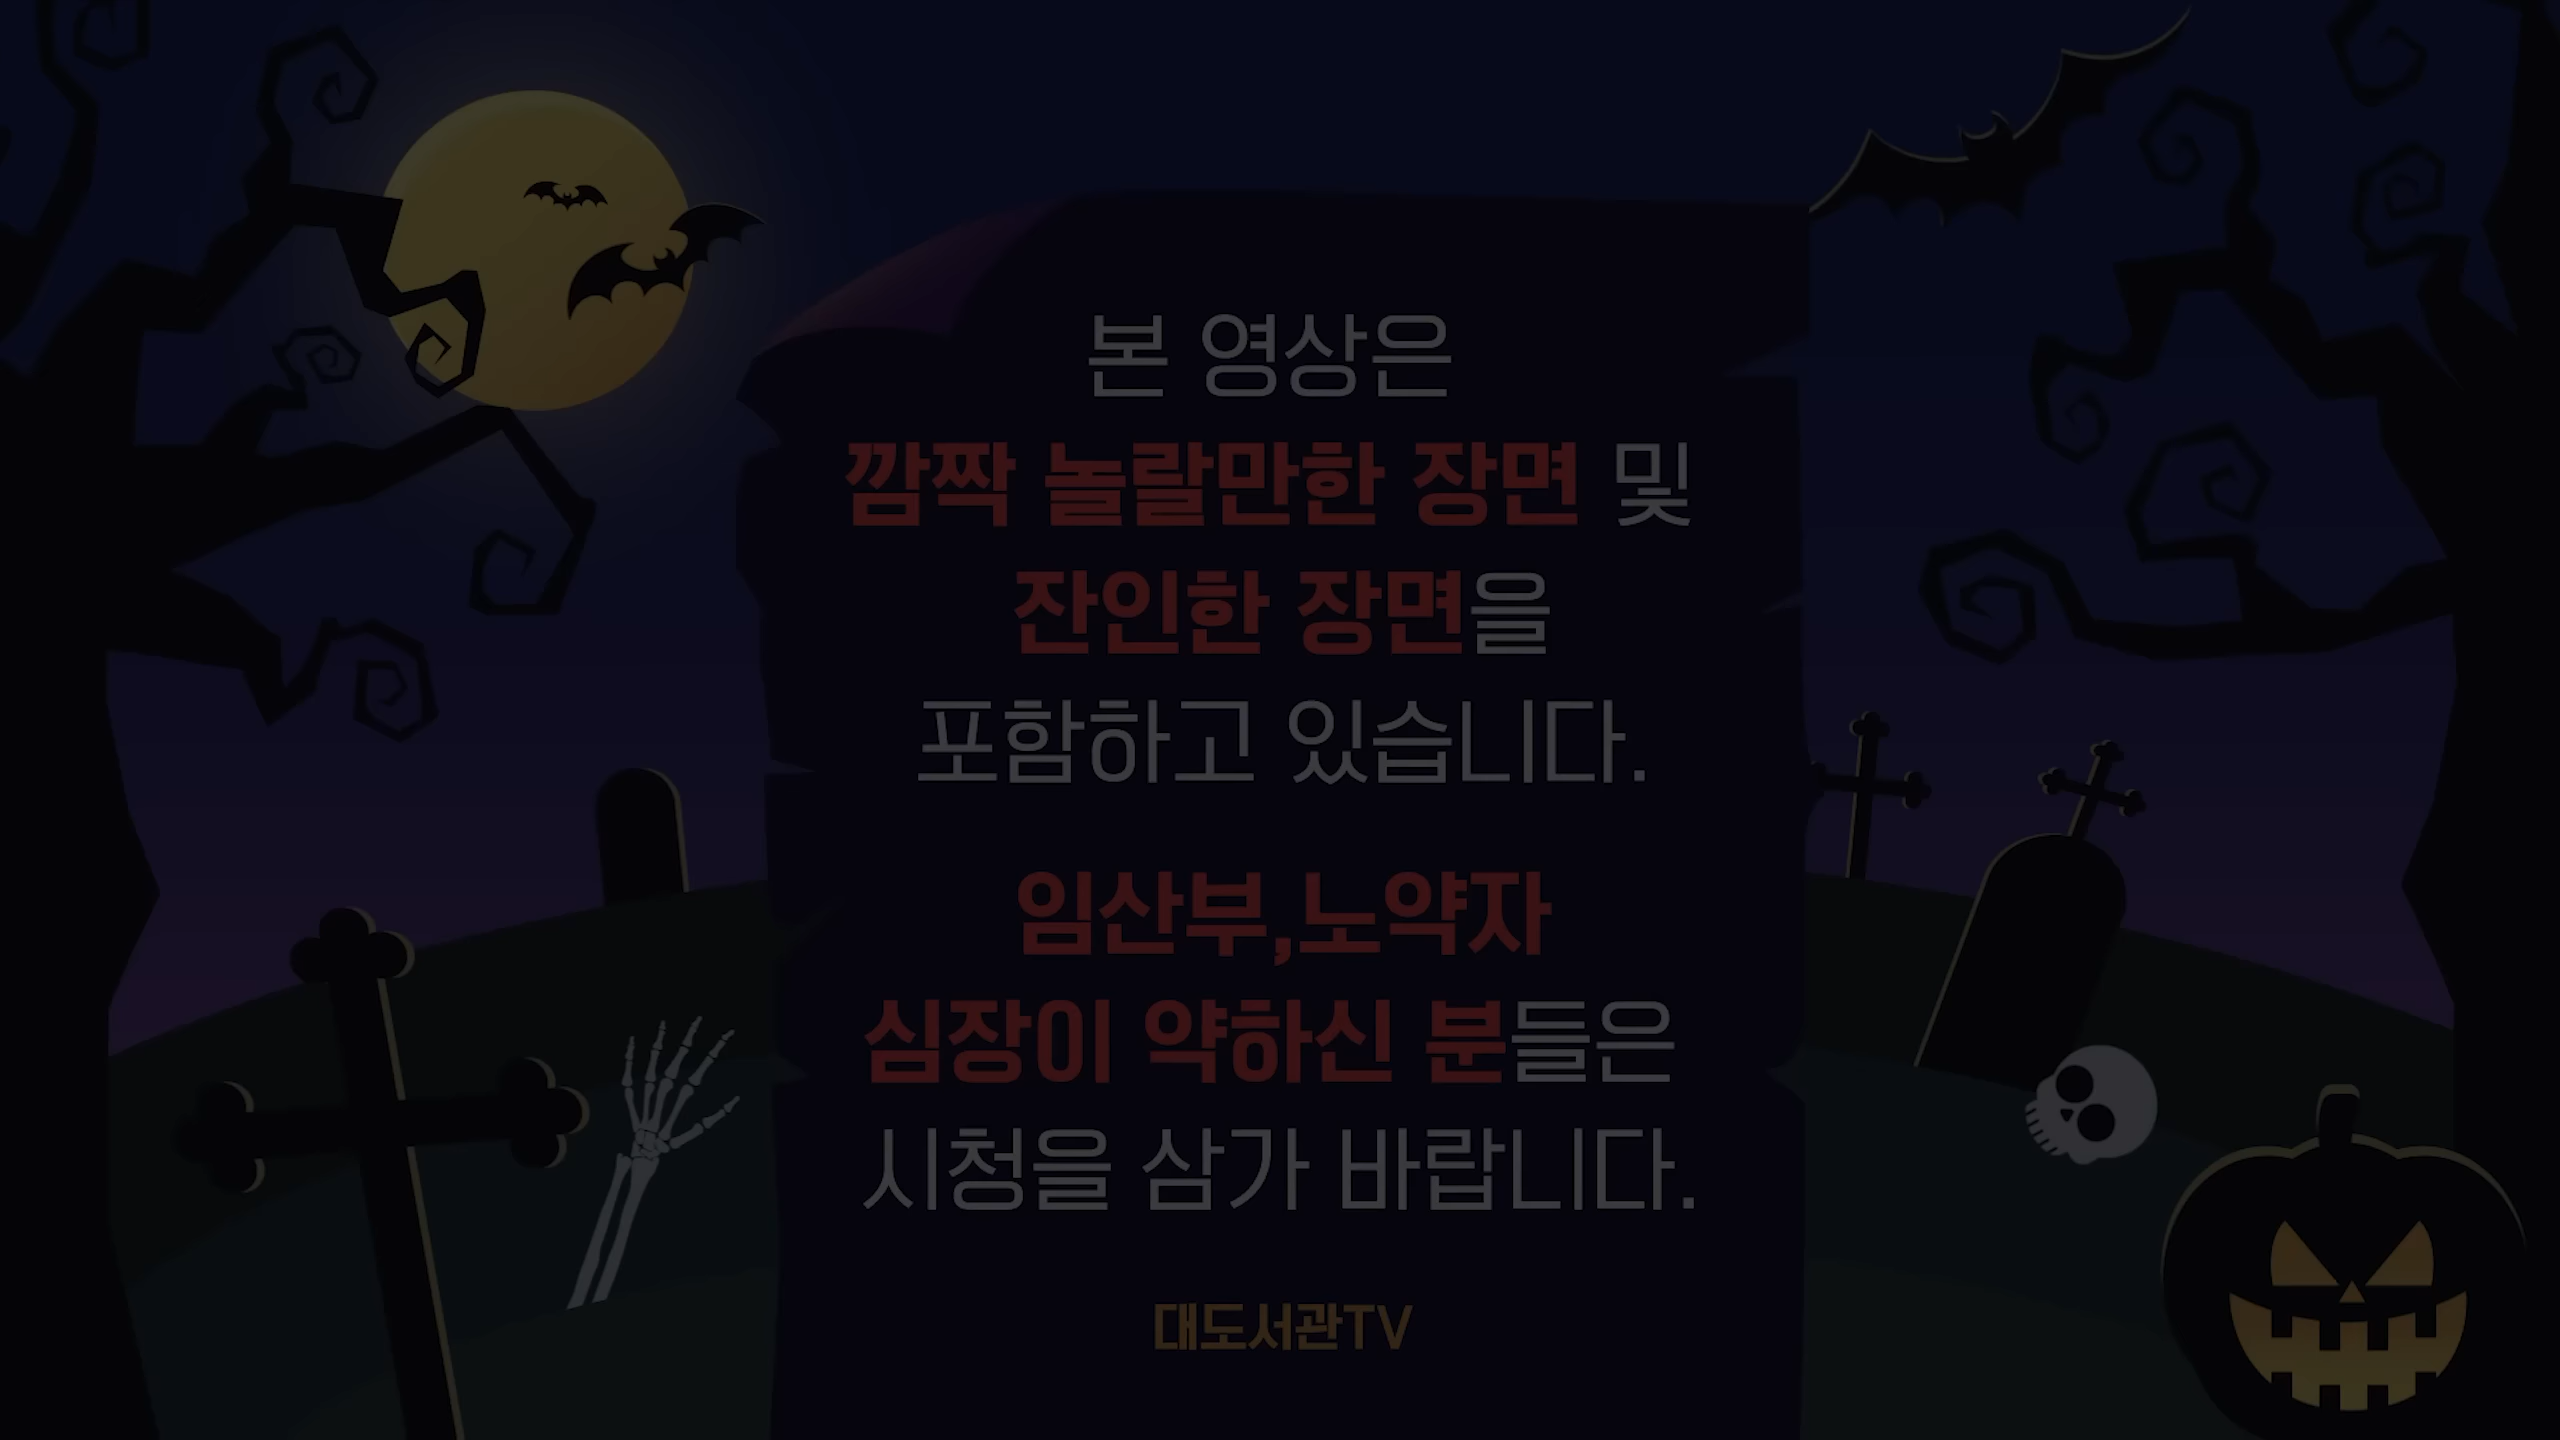 본 영상은
깜짝 놀랄만한 장면 및
잔인한 장면을
포함하고 있습니다.
임산부,노약자
심장이 약하신 분들은
시청을 삼가 바랍니다.
대도서관TV